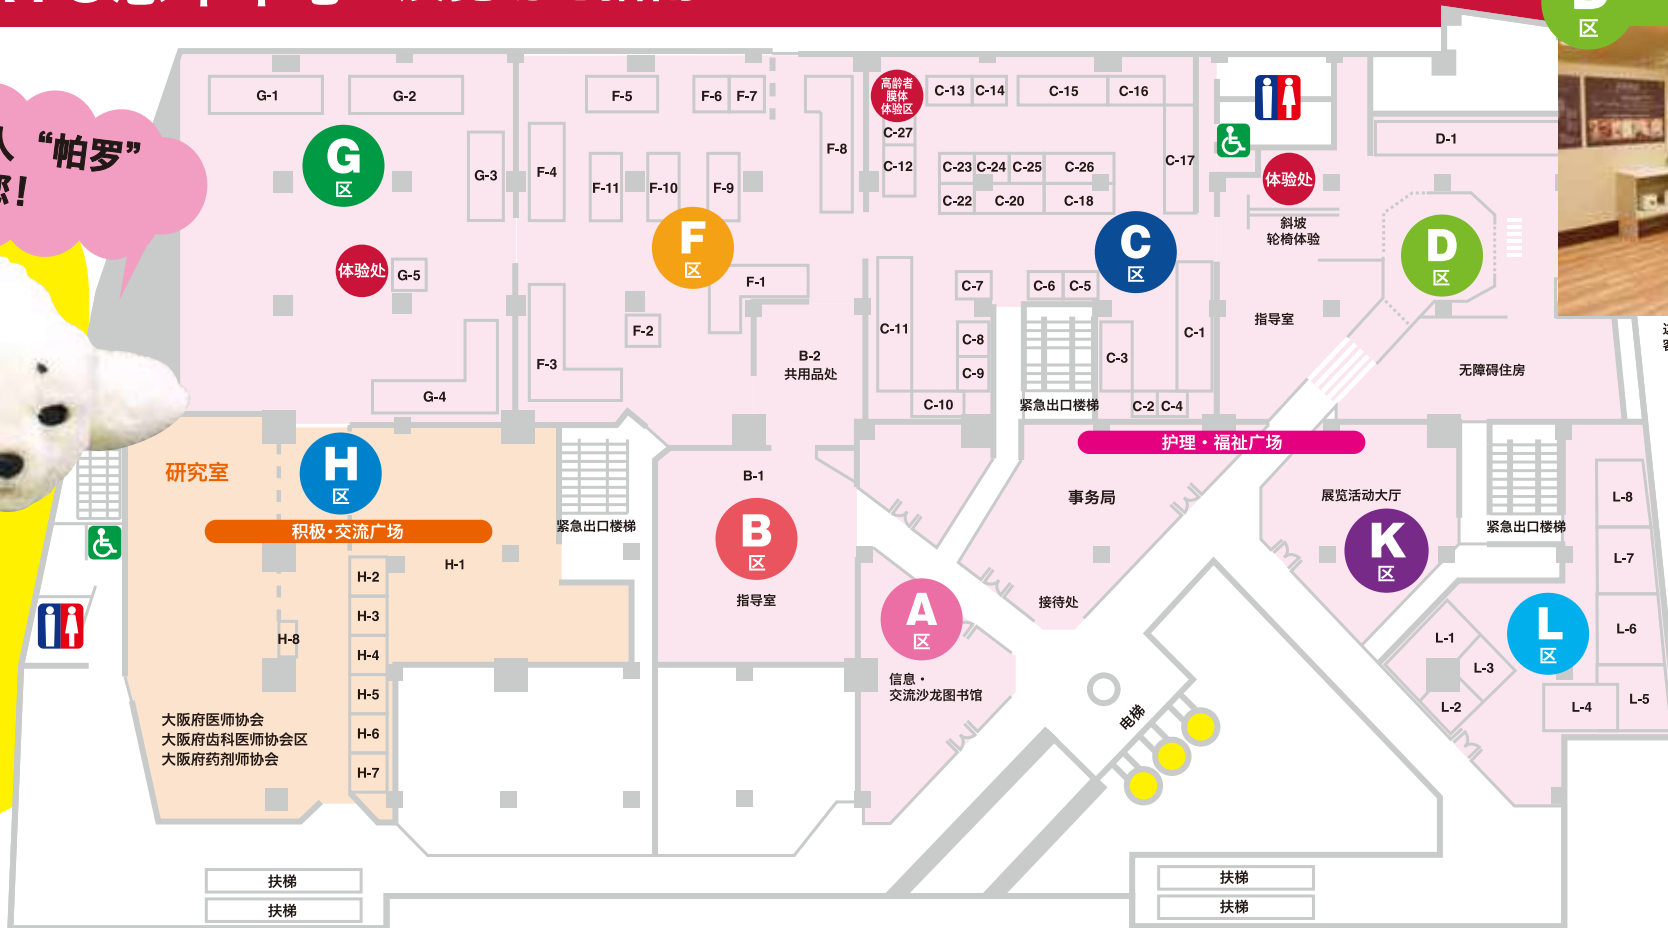 D
区
人 “帕罗”
您！
G-1
G-2
G-3
G
区
体验处
G-5
G-4
F-5
F-6
F-7
F-8
F-4
F-11
F-10
F-9
F
区
F-1
F-2
F-3
B-2
共用品处
高龄者
膜体
体验区
C-13
C-14
C-15
C-16
C-27
C-12
C-23
C-24
C-25
C-26
C-22
C-20
C-18
C-17
C
区
C-7
C-6
C-5
C-11
C-8
C-9
C-10
C-3
C-1
C-2
C-4
紧急出口楼梯
体验处
斜坡
轮椅体验
D-1
D
区
指导室
无障碍住房
护理・福祉广场
研究室
H
区
积极・交流广场
H-1
H-2
H-3
H-8
H-4
H-5
H-6
H-7
大阪府医师协会
大阪府齿科医师协会区
大阪府药剂师协会
紧急出口楼梯
B-1
B
区
指导室
A
区
信息・
交流沙龙图书馆
事务局
接待处
展览活动大厅
K
区
紧急出口楼梯
L-8
L-7
L-6
L-5
L-4
L-1
L-3
L-2
L
区
电梯
扶梯
扶梯
扶梯
扶梯